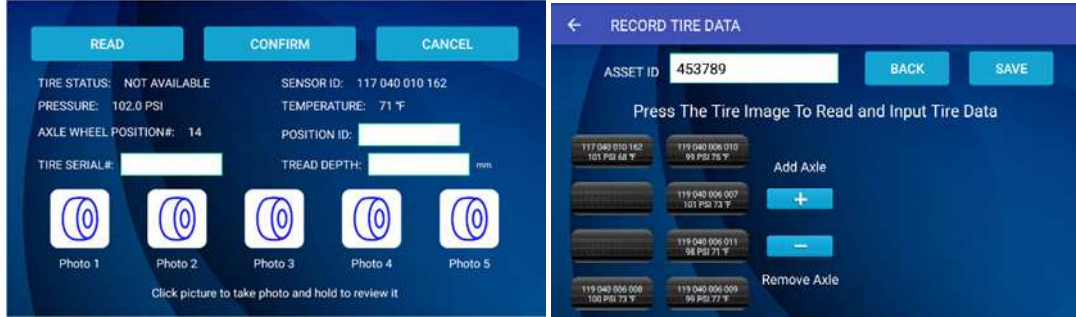 READ CONFIRM CANCEL
TIRE STATUS: NOT AVAILABLE SENSOR ID: 117 040 010 162
PRESSURE: 102.0 PSI TEMPERATURE: 71 °F
AXLE WHEEL POSITION#: 14 POSITION ID:
TIRE SERIAL#: TREAD DEPTH: mm
Photo 1 Photo 2 Photo 3 Photo 4 Photo 5
Click picture to take photo and hold to review it
← RECORD TIRE DATA
ASSET ID 453789 BACK SAVE
Press The Tire Image To Read and Input Tire Data
117 040 010 162
101 PSI 68 °F
119 040 006 010
99 PSI 76 °F
Add Axle
119 040 006 007
101 PSI 73 °F
+
119 040 006 011
98 PSI 71 °F
−
Remove Axle
119 040 006 008
100 PSI 73 °F
119 040 006 009
99 PSI 77 °F